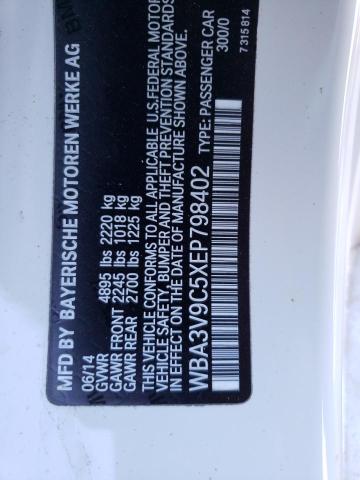 MFD BY BAYERISCHE MOTOREN WERKE AG
06/14
GVWR 4895 lbs 2220 kg
GAWR FRONT 2245 lbs 1018 kg
GAWR REAR 2700 lbs 1225 kg
THIS VEHICLE CONFORMS TO ALL APPLICABLE U.S. FEDERAL MOTOR
VEHICLE SAFETY, BUMPER AND THEFT PREVENTION STANDARDS
IN EFFECT ON THE DATE OF MANUFACTURE SHOWN ABOVE.
WBA3V9C5XEP798402 TYPE: PASSENGER CAR
300/0
7 315 814